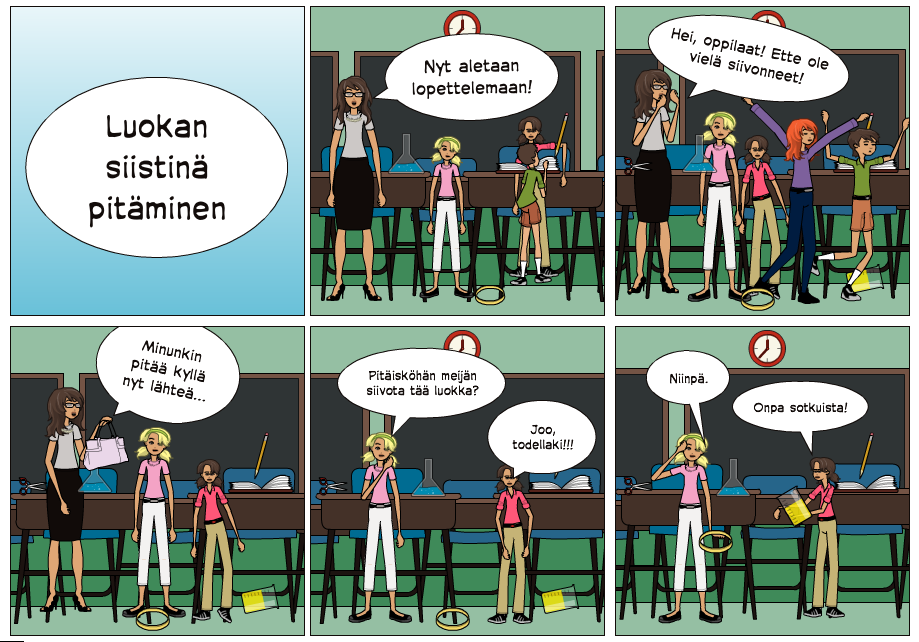 Luokan
siistinä
pitäminen
Nyt aletaan
lopettelemaan!
Hei, oppilaat! Ette ole
vielä siivonneet!
Minunkin
pitää kyllä
nyt lähteä...
Pitäisköhän meijän
siivota tää luokka?
Joo,
todellaki!!!
Niinpä.
Onpa sotkuista!